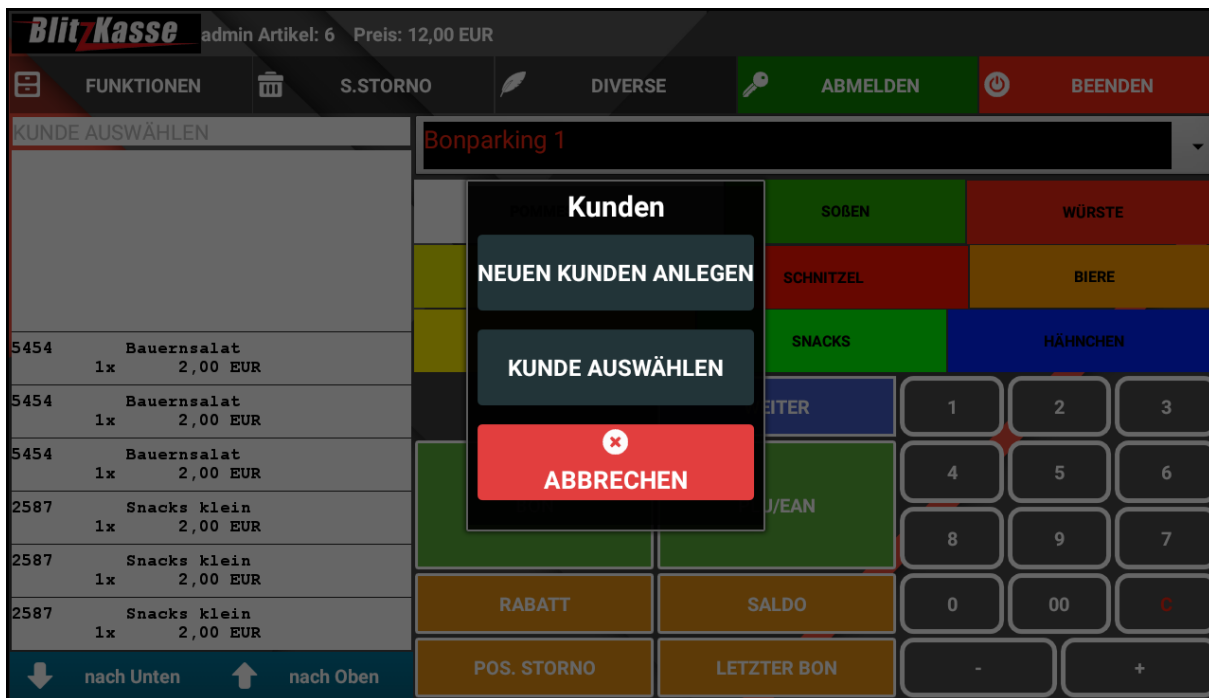 BlitzKasse admin Artikel: 6 Preis: 12,00 EUR
FUNKTIONEN S.STORNO DIVERSE ABMELDEN BEENDEN
KUNDE AUSWÄHLEN
Bonparking 1
Kunden
NEUEN KUNDEN ANLEGEN
KUNDE AUSWÄHLEN
ABBRECHEN
SOßEN WÜRSTE
SCHNITZEL BIERE
SNACKS HÄHNCHEN
5454 Bauernsalat
1x 2,00 EUR
5454 Bauernsalat
1x 2,00 EUR
5454 Bauernsalat
1x 2,00 EUR
2587 Snacks klein
1x 2,00 EUR
2587 Snacks klein
1x 2,00 EUR
2587 Snacks klein
1x 2,00 EUR
nach Unten nach Oben
1 2 3
4 5 6
8 9 7
0 00 C
- +
RABATT SALDO
POS. STORNO LETZTER BON